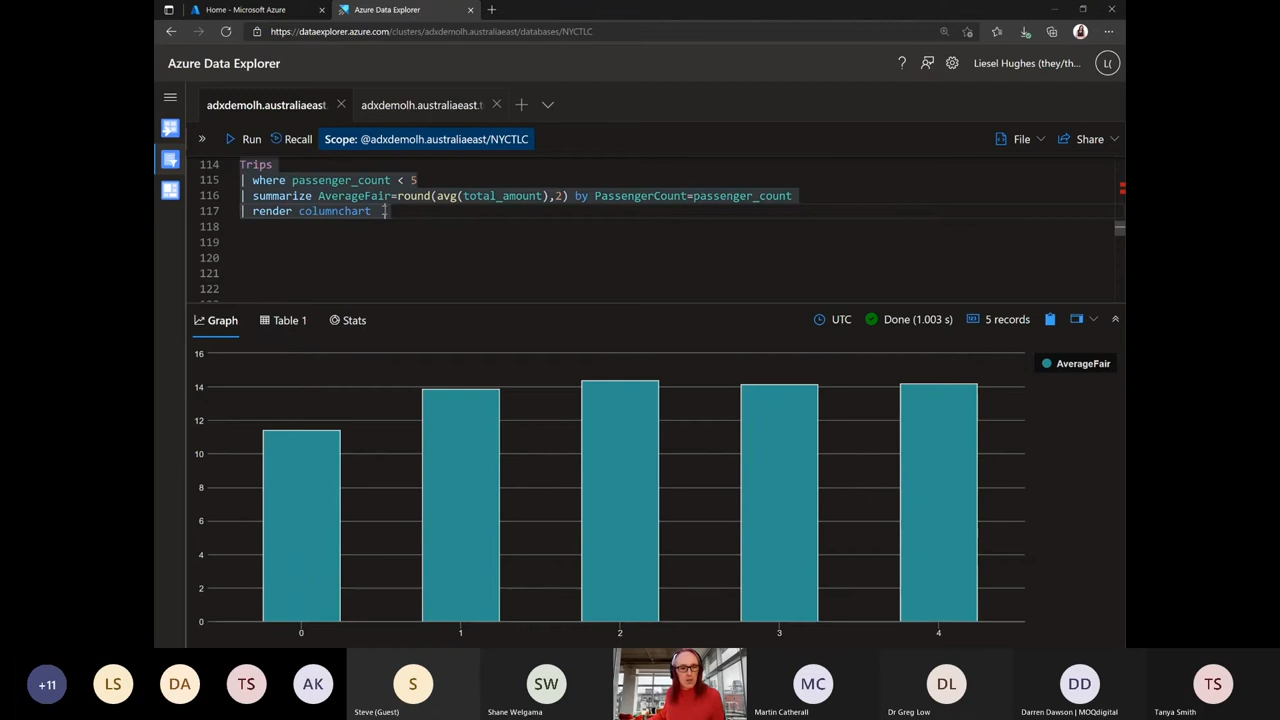 Home - Microsoft Azure
Azure Data Explorer
https://dataexplorer.azure.com/clusters/adxdemolh.australiaeast/databases/NYCTLC
Azure Data Explorer
Liesel Hughes (they/th...
L(
adxdemolh.australiaeast.
adxdemolh.australiaeast.t
Run
Recall
Scope: @adxdemolh.australiaeast/NYCTLC
File
Share
114 Trips
115 | where passenger_count < 5
116 | summarize AverageFair=round(avg(total_amount),2) by PassengerCount=passenger_count
117 | render columnchart
118
119
120
121
122
Graph
Table 1
Stats
UTC
Done (1.003 s)
5 records
16
14
12
10
8
6
4
2
0
0 1 2 3 4
AverageFair
+11
LS
DA
TS
AK
S
Steve (Guest)
SW
Shane Welgama
MC
Martin Catherall
DL
Dr Greg Low
DD
Darren Dawson | MOQdigital
TS
Tanya Smith